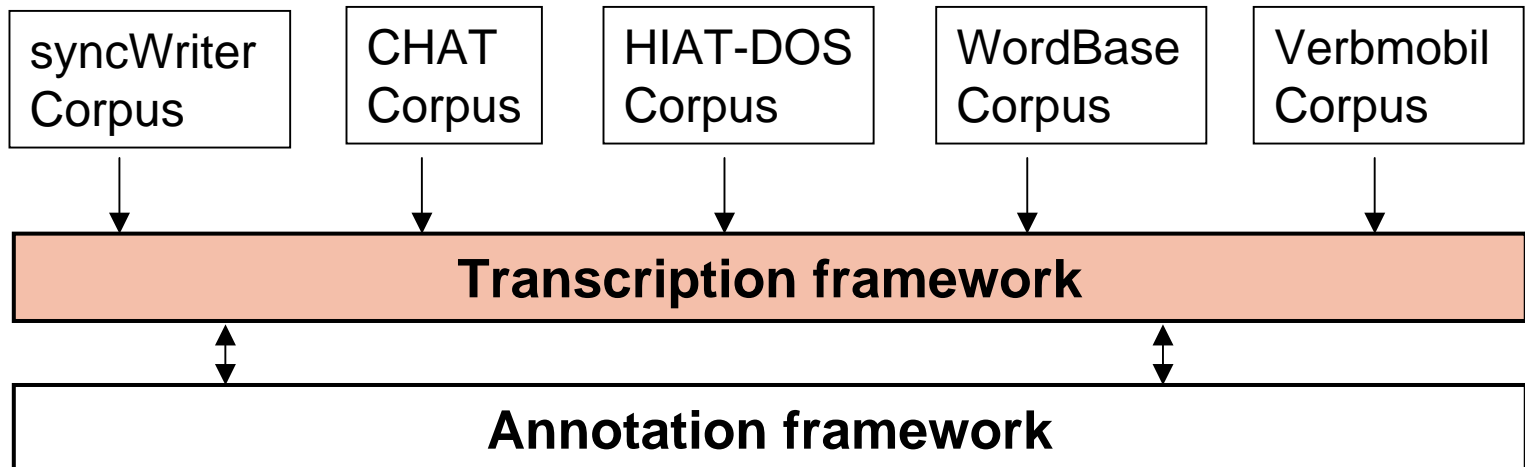 syncWriter
Corpus
CHAT
Corpus
HIAT-DOS
Corpus
WordBase
Corpus
Verbmobil
Corpus
Transcription framework
Annotation framework